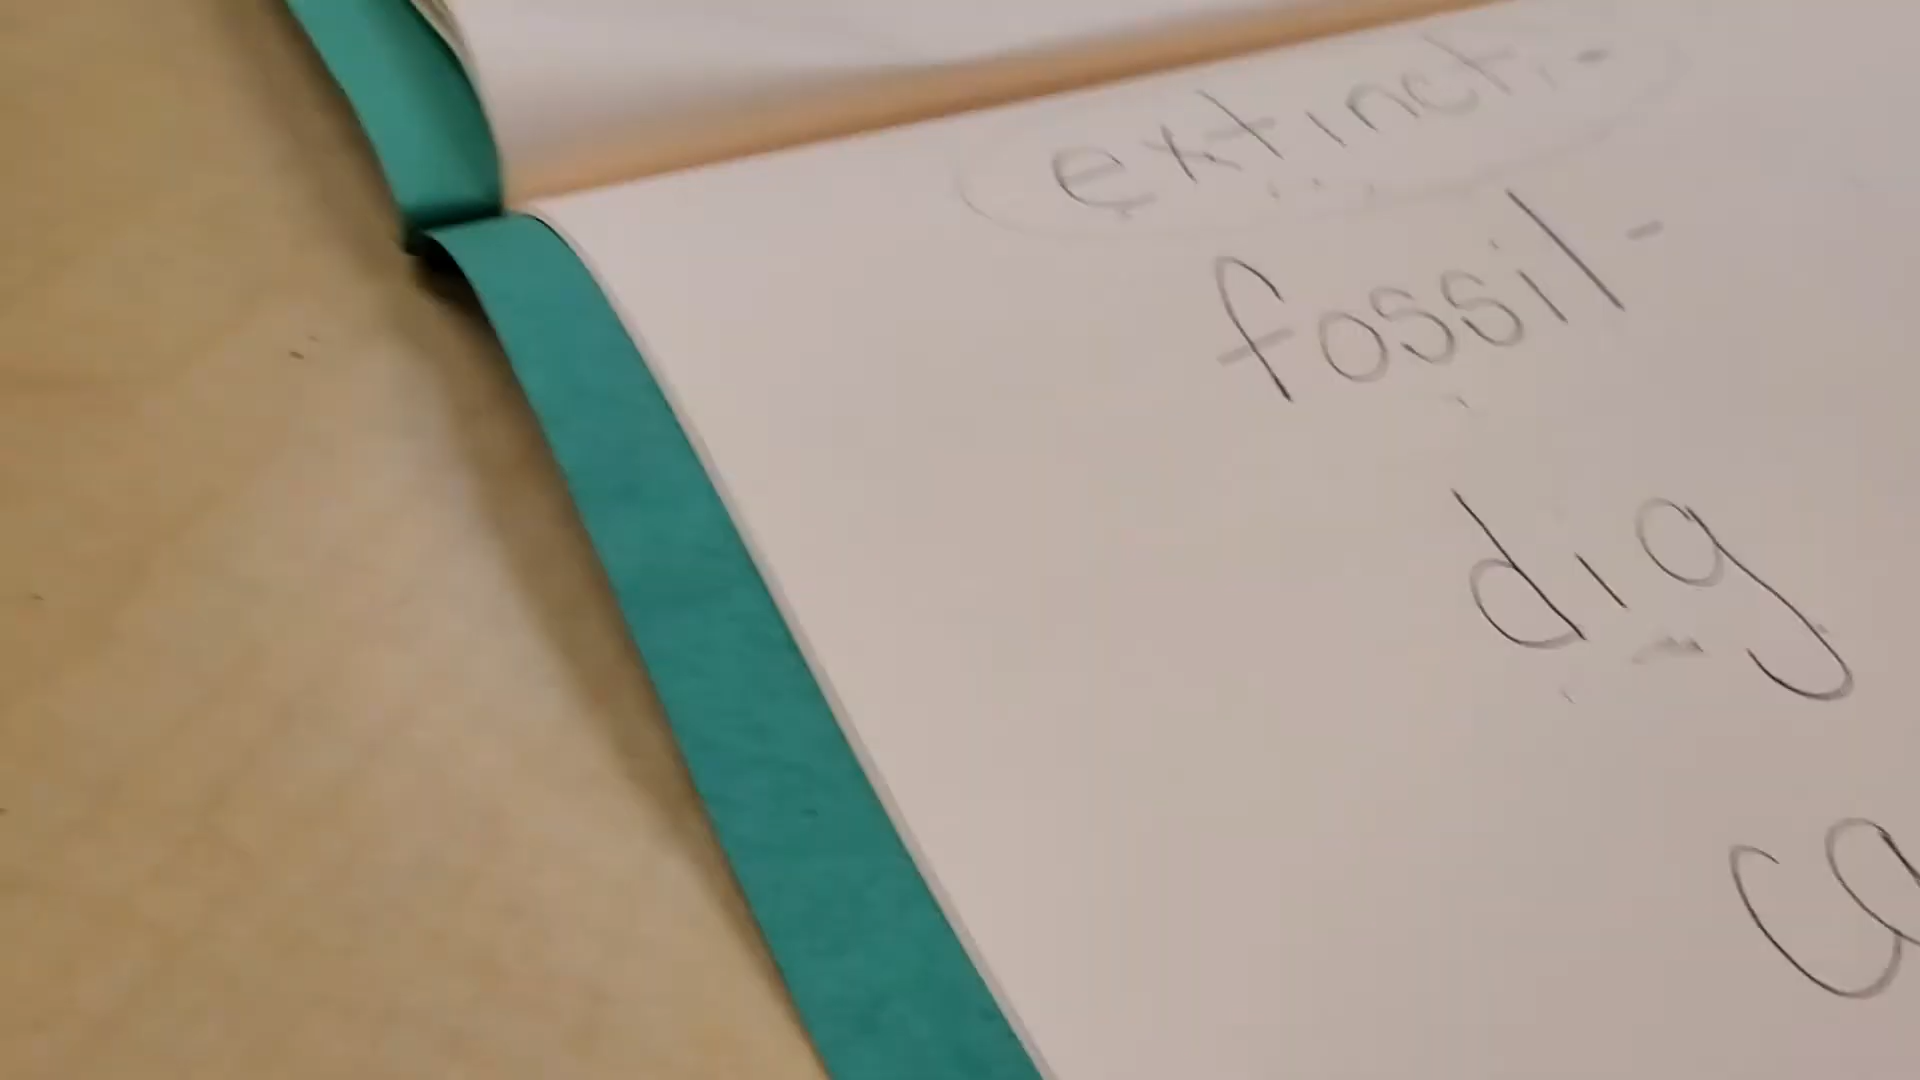 extinct -
fossil -
dig